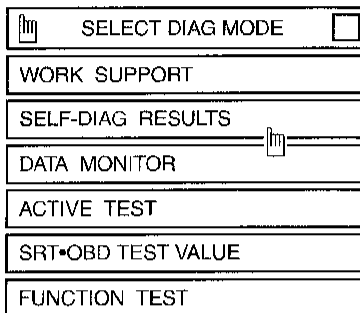 SELECT DIAG MODE
WORK SUPPORT
SELF-DIAG RESULTS
DATA MONITOR
ACTIVE TEST
SRT•OBD TEST VALUE
FUNCTION TEST